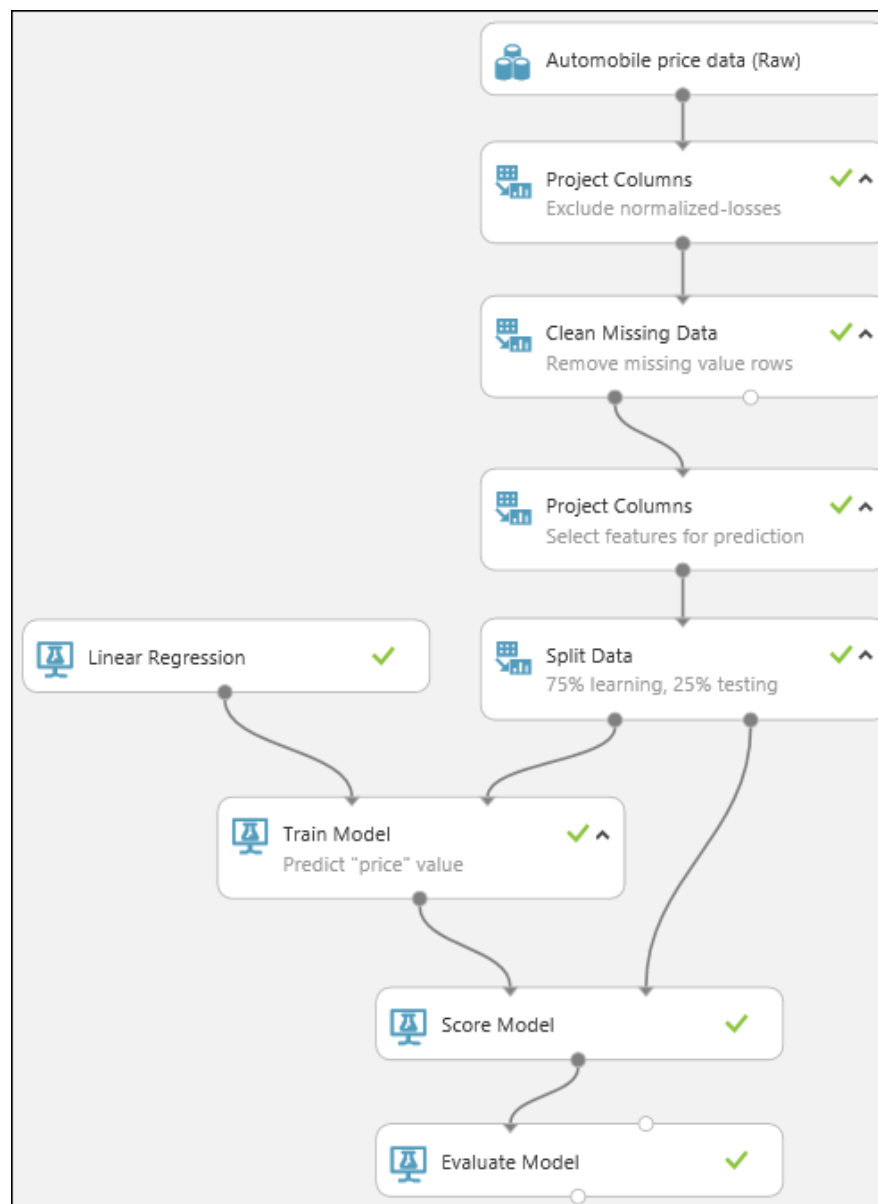 Automobile price data (Raw)
Project Columns
Exclude normalized-losses
Clean Missing Data
Remove missing value rows
Project Columns
Select features for prediction
Linear Regression
Split Data
75% learning, 25% testing
Train Model
Predict "price" value
Score Model
Evaluate Model